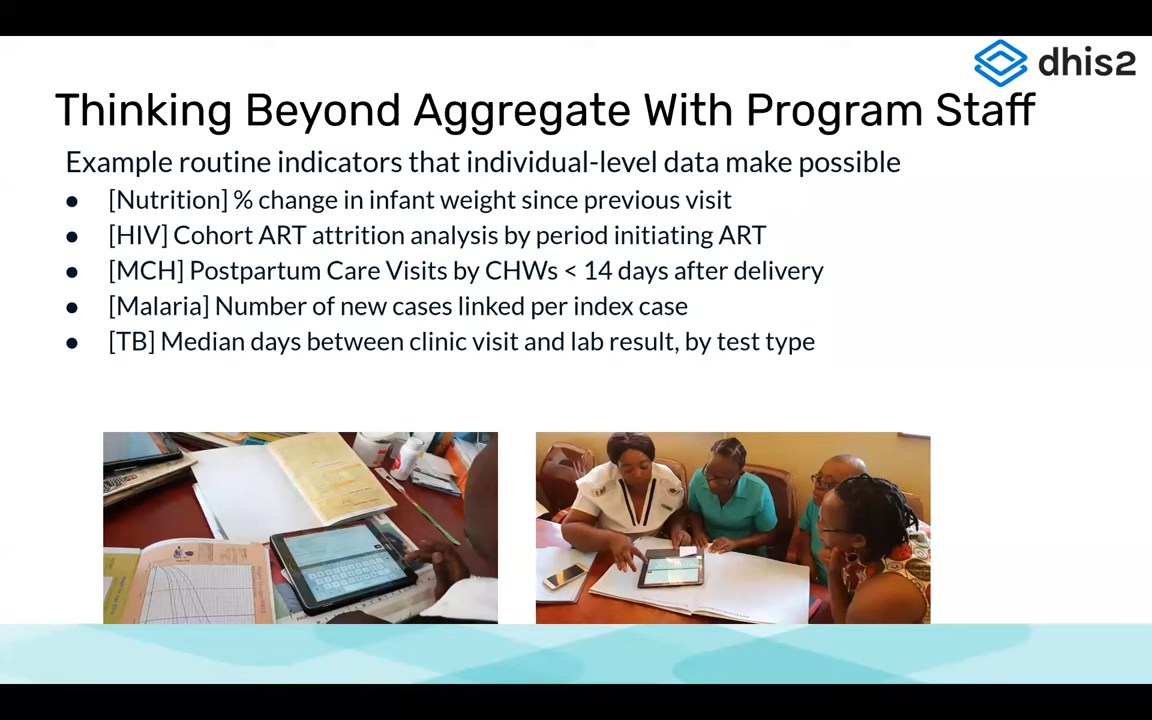 dhis2
Thinking Beyond Aggregate With Program Staff
Example routine indicators that individual-level data make possible
● [Nutrition] % change in infant weight since previous visit
● [HIV] Cohort ART attrition analysis by period initiating ART
● [MCH] Postpartum Care Visits by CHWs < 14 days after delivery
● [Malaria] Number of new cases linked per index case
● [TB] Median days between clinic visit and lab result, by test type